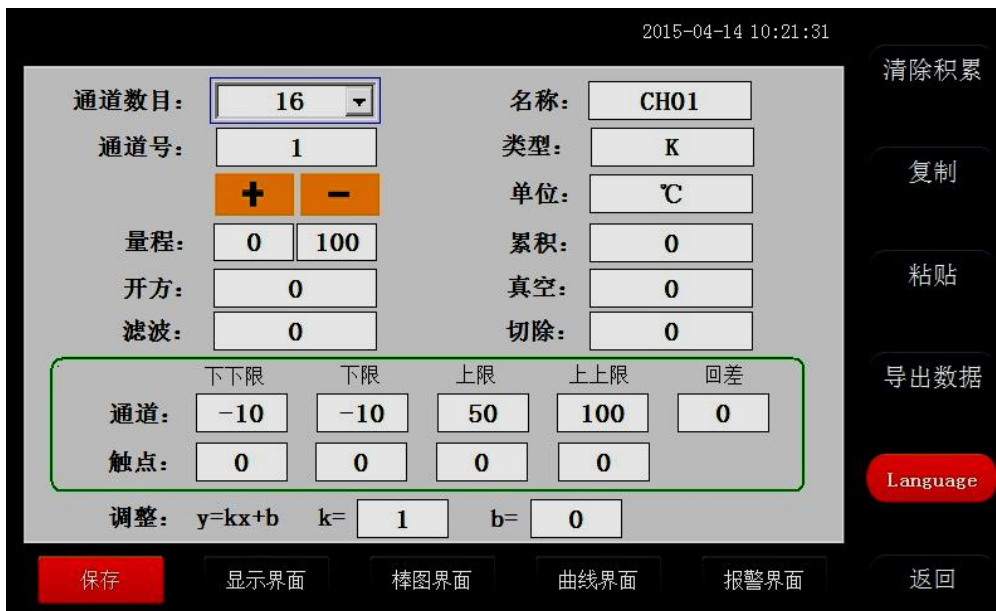 2015-04-14 10:21:31
通道数目： 16 名称： CH01
通道号： 1 类型： K
+ - 单位： ℃
量程： 0 100 累积： 0
开方： 0 真空： 0
滤波： 0 切除： 0
下下限 下限 上限 上上限 回差
通道： -10 -10 50 100 0
触点： 0 0 0 0
调整： y=kx+b k= 1 b= 0
保存 显示界面 棒图界面 曲线界面 报警界面
清除积累
复制
粘贴
导出数据
Language
返回